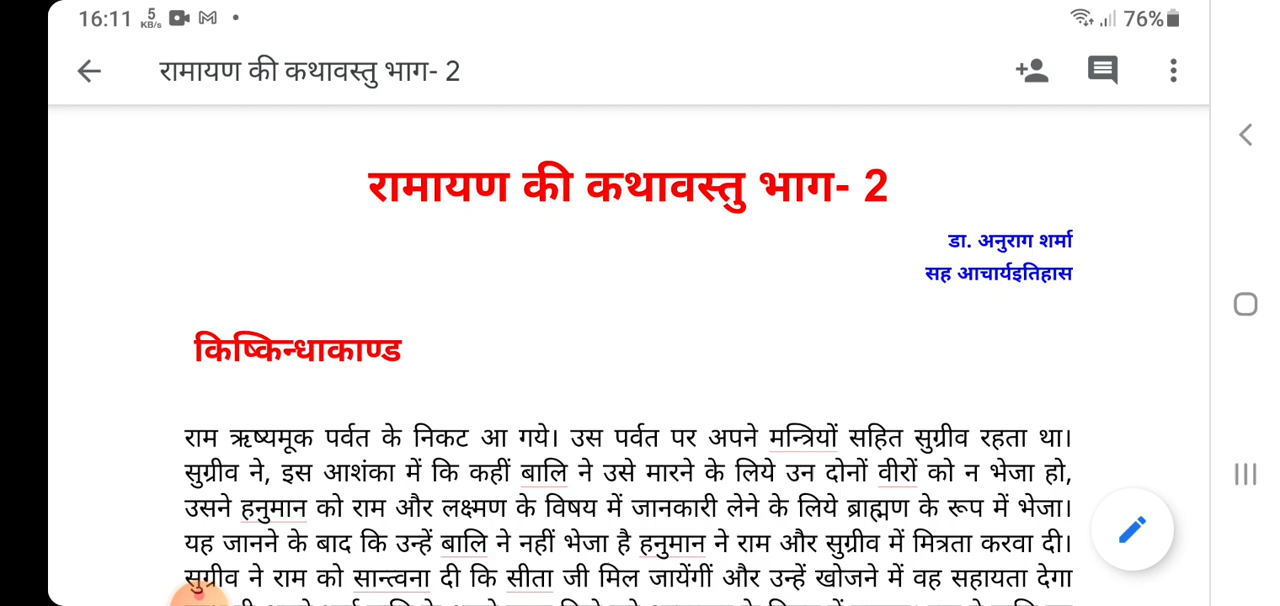 16:11 5 KB/s 76%
रामायण की कथावस्तु भाग- 2
रामायण की कथावस्तु भाग- 2
डा. अनुराग शर्मा
सह आचार्यइतिहास
किष्किन्धाकाण्ड
राम ऋष्यमूक पर्वत के निकट आ गये। उस पर्वत पर अपने मन्त्रियों सहित सुग्रीव रहता था।
सुग्रीव ने, इस आशंका में कि कहीं बालि ने उसे मारने के लिये उन दोनों वीरों को न भेजा हो,
उसने हनुमान को राम और लक्ष्मण के विषय में जानकारी लेने के लिये ब्राह्मण के रूप में भेजा।
यह जानने के बाद कि उन्हें बालि ने नहीं भेजा है हनुमान ने राम और सुग्रीव में मित्रता करवा दी।
सुग्रीव ने राम को सान्त्वना दी कि सीता जी मिल जायेंगीं और उन्हें खोजने में वह सहायता देगा